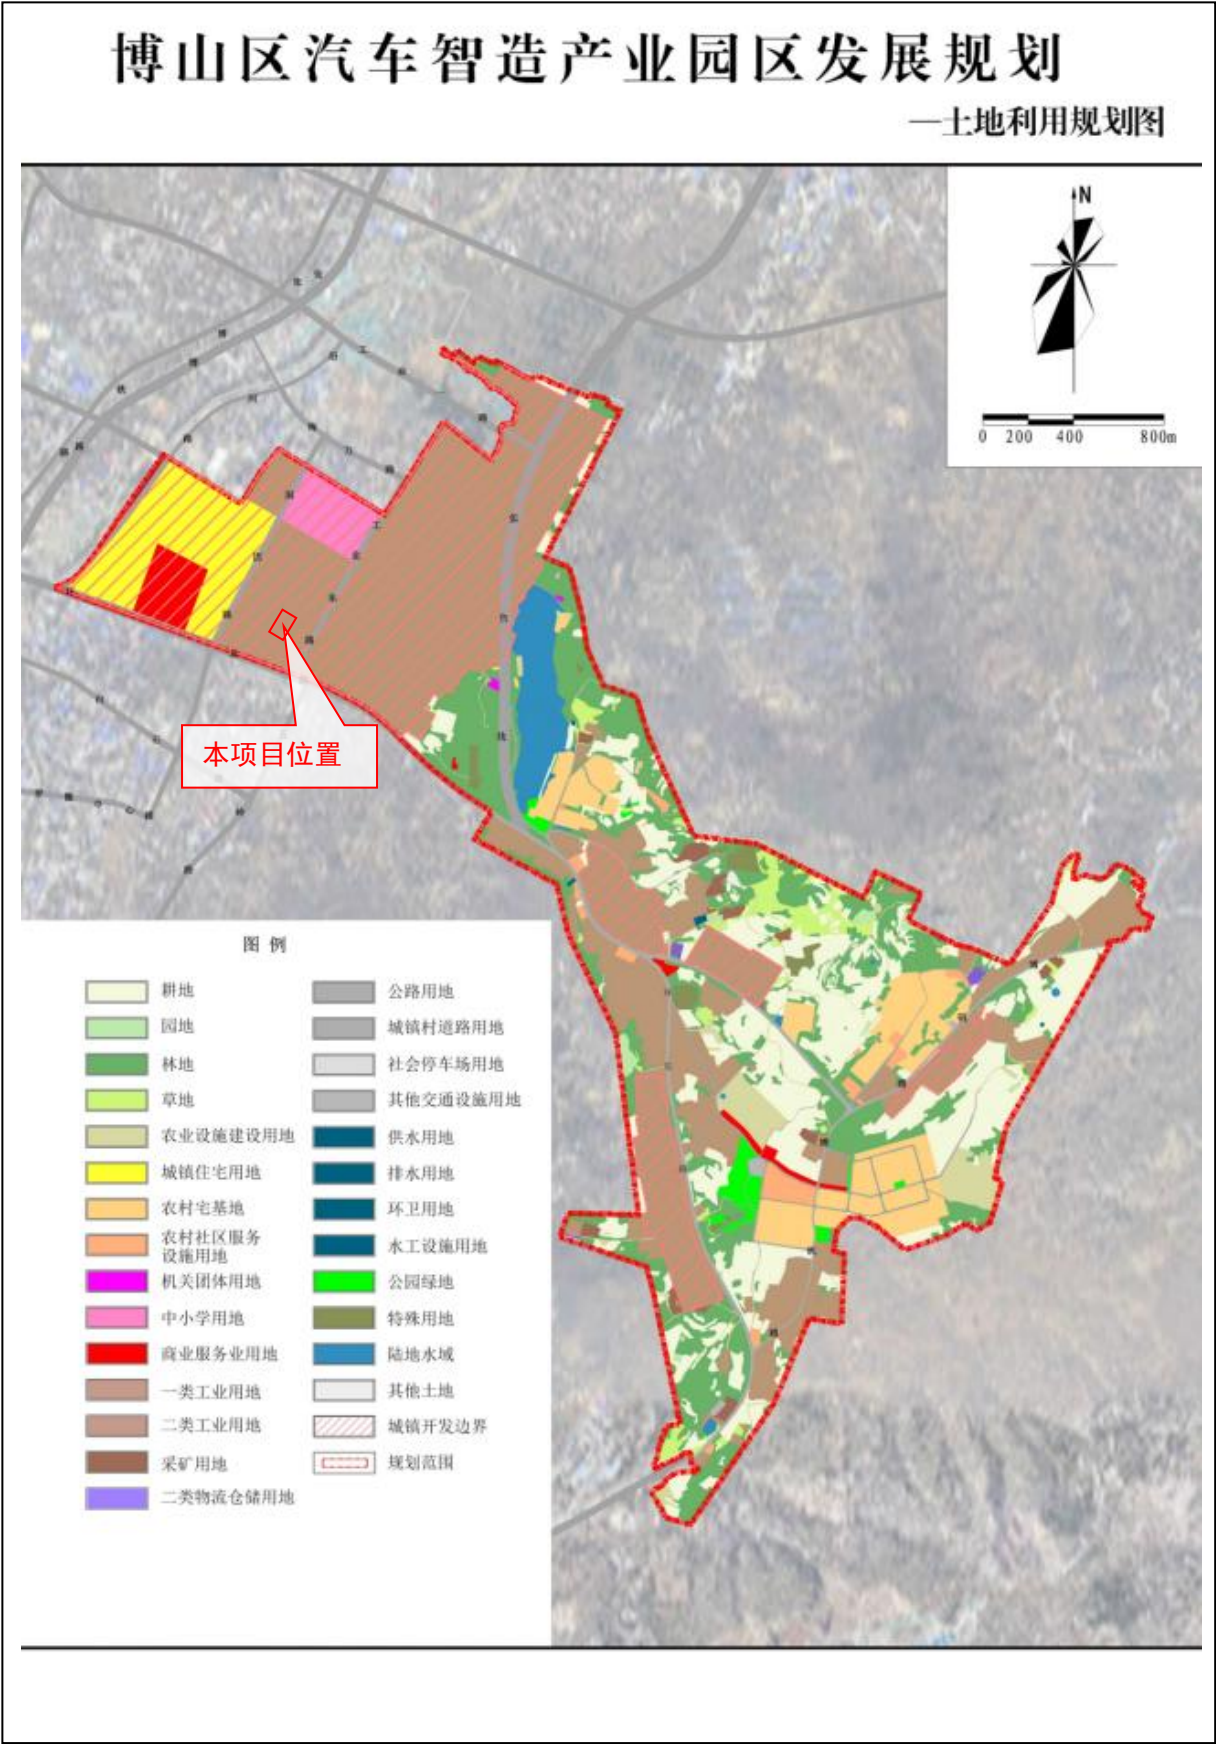 博山区汽车智造产业园区发展规划
—土地利用规划图
N
0 200 400 800m
本项目位置
图 例
耕地
园地
林地
草地
农业设施建设用地
城镇住宅用地
农村宅基地
农村社区服务
设施用地
机关团体用地
中小学用地
商业服务业用地
一类工业用地
二类工业用地
采矿用地
二类物流仓储用地
公路用地
城镇村道路用地
社会停车场用地
其他交通设施用地
供水用地
排水用地
环卫用地
水工设施用地
公园绿地
特殊用地
陆地水域
其他土地
城镇开发边界
规划范围